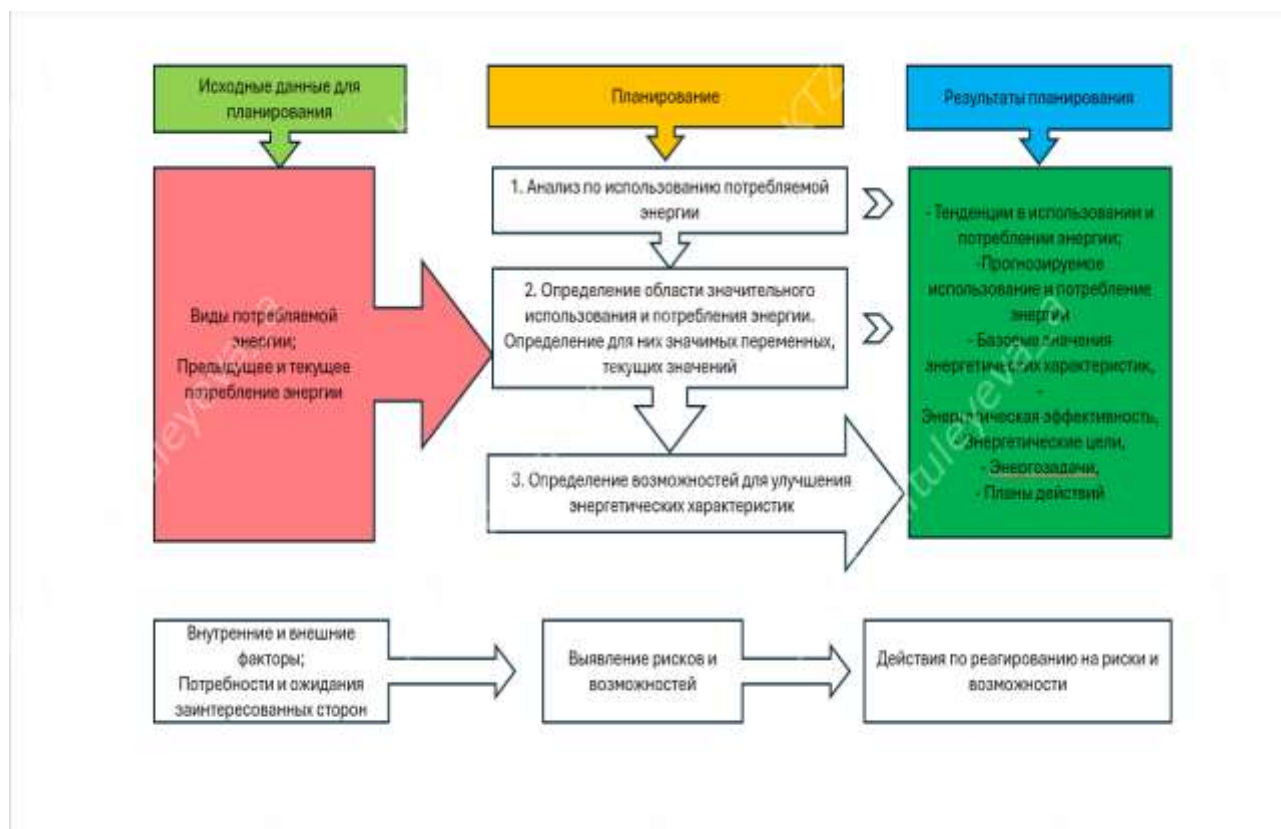 Исходные данные для
планирования
Планирование
Результаты планирования
Виды потребляемой
энергии;
Предыдущее и текущее
потребление энергии
1. Анализ по использованию потребляемой
энергии
2. Определение области значительного
использования и потребления энергии.
Определение для них значимых переменных,
текущих значений
3. Определение возможностей для улучшения
энергетических характеристик
- Тенденции в использовании и
потреблении энергии;
-Прогнозируемое
использование и потребление
энергии
- Базовые значения
энергетических характеристик,
-
Энергетическая эффективность,
Энергетические цели,
- Энергозадачи,
- Планы действий
Внутренние и внешние
факторы;
Потребности и ожидания
заинтересованных сторон
Выявление рисков и
возможностей
Действия по реагированию на риски и
возможности
KTZ
tuleyeva_a